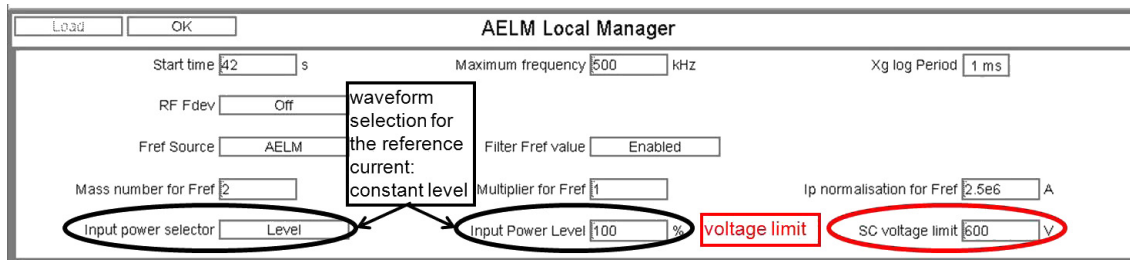 Load OK AELM Local Manager
Start time 42 s Maximum frequency 500 kHz Xg log Period 1 ms
RF Fdev Off
waveform
selection for
the reference
current:
constant level
Fref Source AELM Filter Fref value Enabled
Mass number for Fref 2 Multiplier for Fref 1 Ip normalisation for Fref 2.5e6 A
Input power selector Level Input Power Level 100 % voltage limit SC voltage limit 600 V